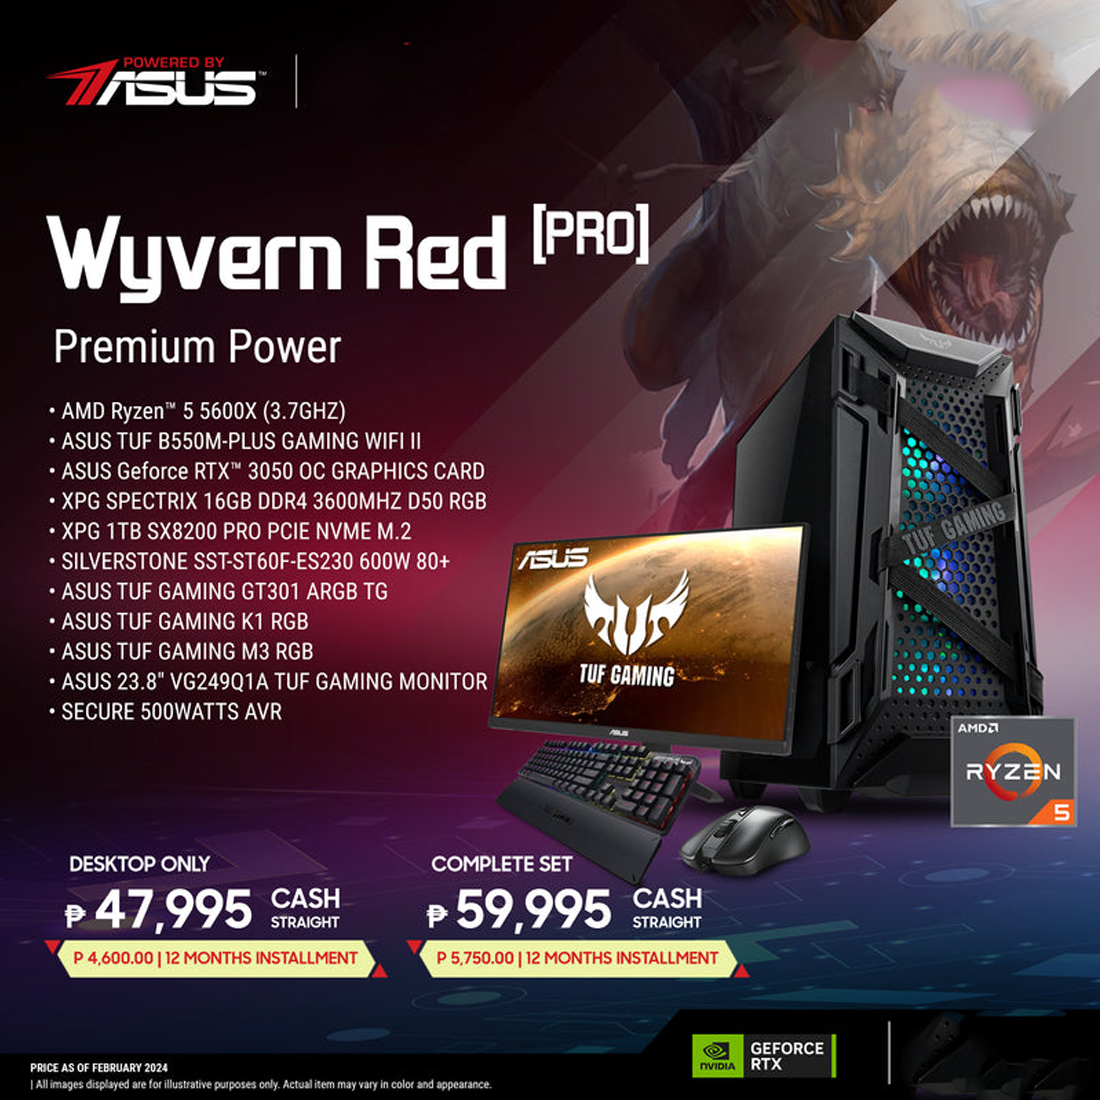 POWERED BY
ASUS™
Wyvern Red [PRO]
Premium Power
• AMD Ryzen™ 5 5600X (3.7GHZ)
• ASUS TUF B550M-PLUS GAMING WIFI II
• ASUS Geforce RTX™ 3050 OC GRAPHICS CARD
• XPG SPECTRIX 16GB DDR4 3600MHZ D50 RGB
• XPG 1TB SX8200 PRO PCIE NVME M.2
• SILVERSTONE SST-ST60F-ES230 600W 80+
• ASUS TUF GAMING GT301 ARGB TG
• ASUS TUF GAMING K1 RGB
• ASUS TUF GAMING M3 RGB
• ASUS 23.8" VG249Q1A TUF GAMING MONITOR
• SECURE 500WATTS AVR
TUF GAMING
ASUS
TUF
TUF GAMING
ASUS
AMD
RYZEN
5
DESKTOP ONLY
₱ 47,995 CASH STRAIGHT
P 4,600.00 | 12 MONTHS INSTALLMENT
COMPLETE SET
₱ 59,995 CASH STRAIGHT
P 5,750.00 | 12 MONTHS INSTALLMENT
NVIDIA
GEFORCE
RTX
PRICE AS OF FEBRUARY 2024
| All images displayed are for illustrative purposes only. Actual item may vary in color and appearance.